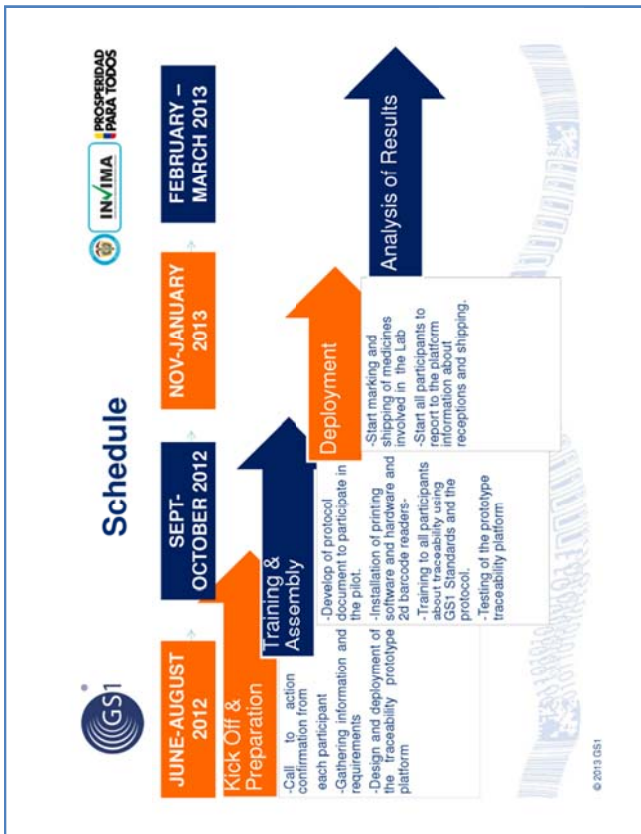 GS1
Schedule
INVIMA
PROSPERIDAD
PARA TODOS
JUNE-AUGUST
2012
SEPT-
OCTOBER 2012
NOV-JANUARY
2013
FEBRUARY –
MARCH 2013
Kick Off &
Preparation
-Call to action
confirmation from
each participant
-Gathering information and
requirements
-Design and deployment of
the traceability prototype
platform
Training &
Assembly
-Develop of protocol
document to participate in
the pilot.
-Installation of printing
software and hardware and
2d barcode readers-
-Training to all participants
about traceability using
GS1 Standards and the
protocol.
-Testing of the prototype
traceability platform
Deployment
-Start marking and
shipping of medicines
involved in the Lab
-Start all participants to
report to the platform
information about
receptions and shipping.
Analysis of Results
© 2013 GS1